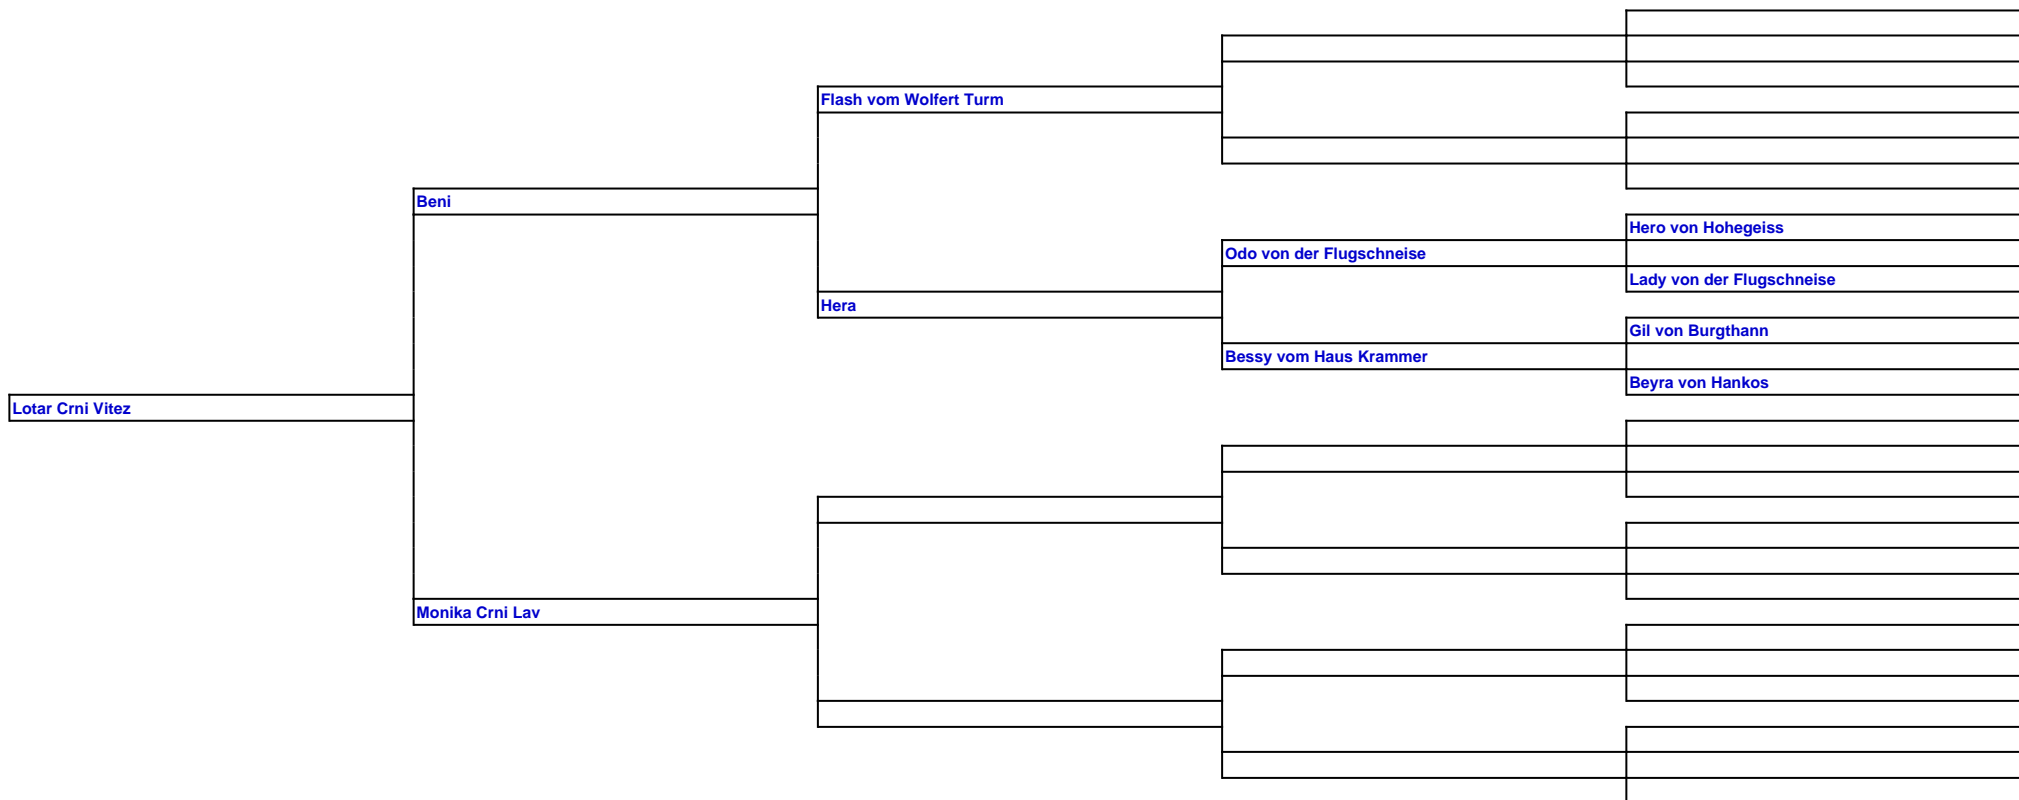 Flash vom Wolfert Turm
Beni
Hero von Hohegeiss
Odo von der Flugschneise
Lady von der Flugschneise
Hera
Gil von Burgthann
Bessy vom Haus Krammer
Beyra von Hankos
Lotar Crni Vitez
Monika Crni Lav